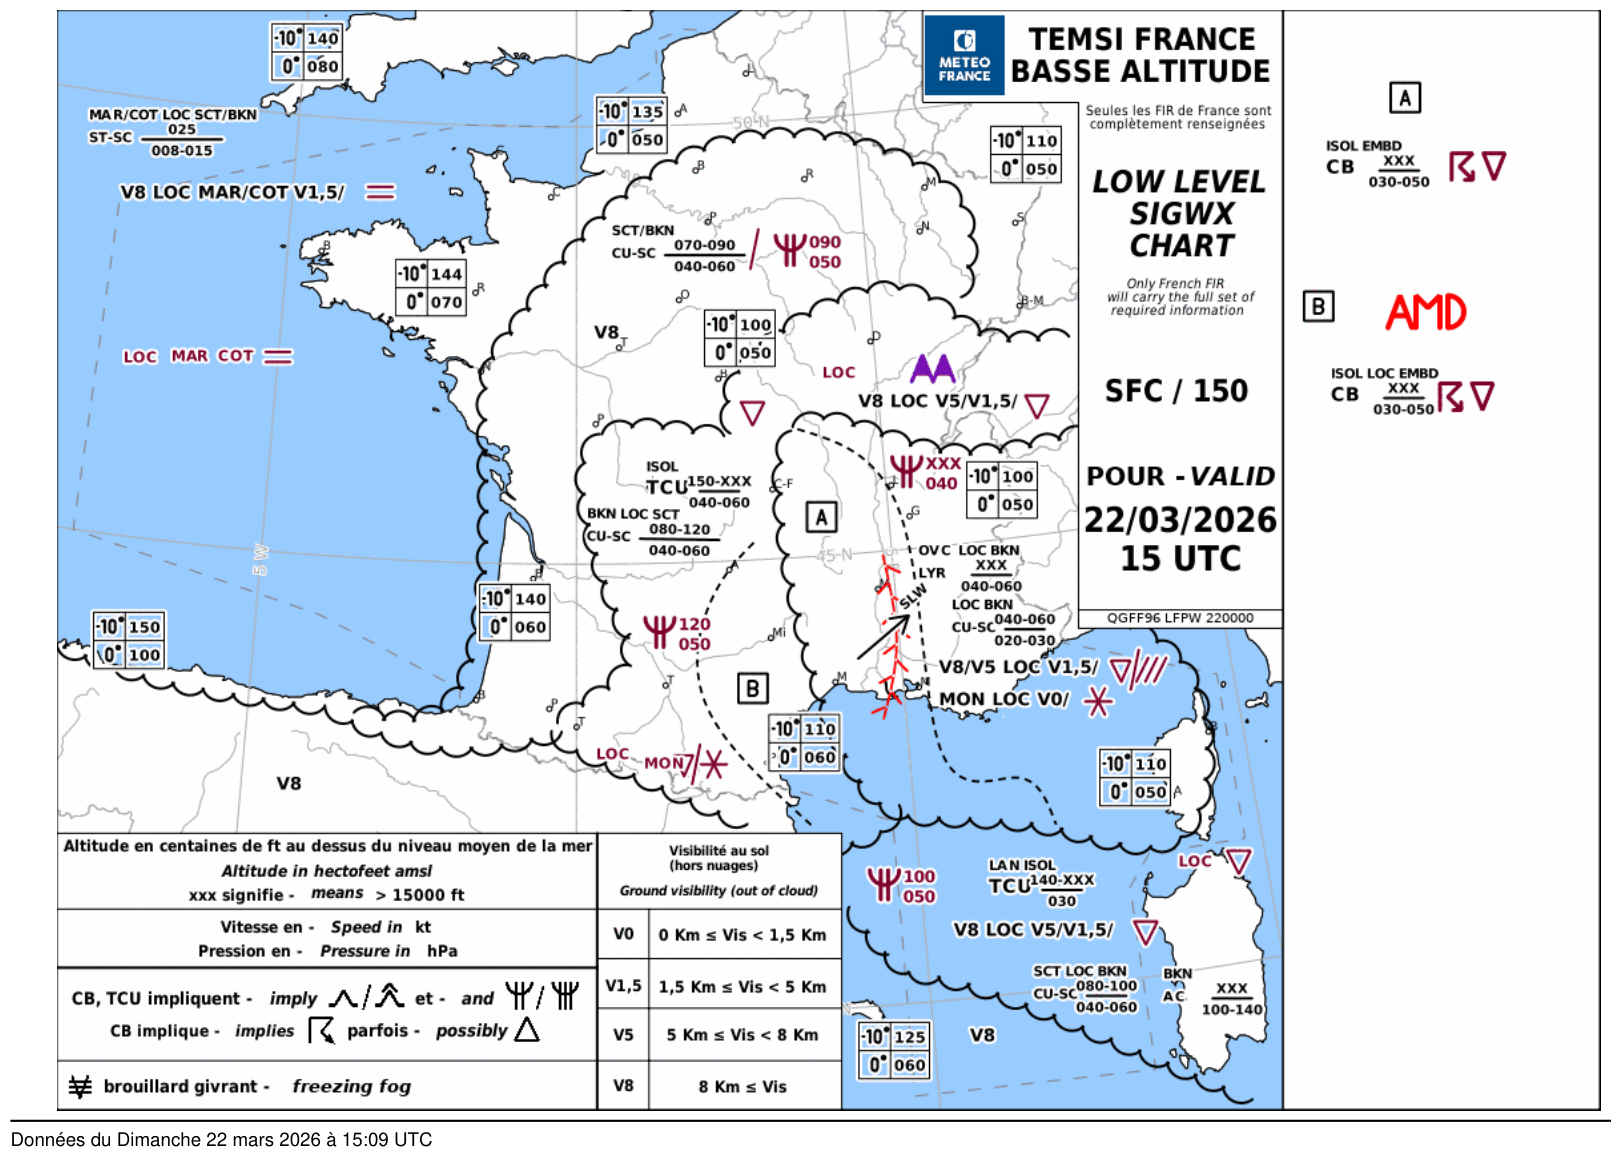 -10° 140
0° 080
MAR/COT LOC SCT/BKN
ST-SC 025
008-015
V8 LOC MAR/COT V1,5/
LOC MAR COT
-10° 135
0° 050
-10° 110
0° 050
50 N
SCT/BKN
CU-SC 070-090
040-060
090
050
-10° 144
0° 070
V8
-10° 100
0° 050
LOC
V8 LOC V5/V1,5/
ISOL
TCU 150-XXX
040-060
BKN LOC SCT
CU-SC 080-120
040-060
XXX
040
-10° 100
0° 050
A
45 N
5 W
OVC LOC BKN
LYR XXX
040-060
SLW
LOC BKN
CU-SC 040-060
020-030
V8/V5 LOC V1,5/
MON LOC V0/
-10° 140
0° 060
-10° 150
0° 100
120
050
B
-10° 110
0° 060
LOC MON
V8
-10° 110
0° 050
100
050
LAN ISOL
TCU 140-XXX
030
LOC
V8 LOC V5/V1,5/
SCT LOC BKN
CU-SC 080-100
040-060
BKN
AC XXX
100-140
-10° 125
0° 060
V8
METEO
FRANCE
TEMSI FRANCE
BASSE ALTITUDE
Seules les FIR de France sont
complètement renseignées
LOW LEVEL
SIGWX
CHART
Only French FIR
will carry the full set of
required information
SFC / 150
POUR - VALID
22/03/2026
15 UTC
QGFF96 LFPW 220000
A
ISOL EMBD
CB XXX
030-050
B AMD
ISOL LOC EMBD
CB XXX
030-050
Altitude en centaines de ft au dessus du niveau moyen de la mer
Altitude in hectofeet amsl
xxx signifie - means > 15000 ft
Vitesse en - Speed in kt
Pression en - Pressure in hPa
CB, TCU impliquent - imply / et - and /
CB implique - implies parfois - possibly
brouillard givrant - freezing fog
Visibilité au sol
(hors nuages)
Ground visibility (out of cloud)
V0 0 Km ≤ Vis < 1,5 Km
V1,5 1,5 Km ≤ Vis < 5 Km
V5 5 Km ≤ Vis < 8 Km
V8 8 Km ≤ Vis
Données du Dimanche 22 mars 2026 à 15:09 UTC